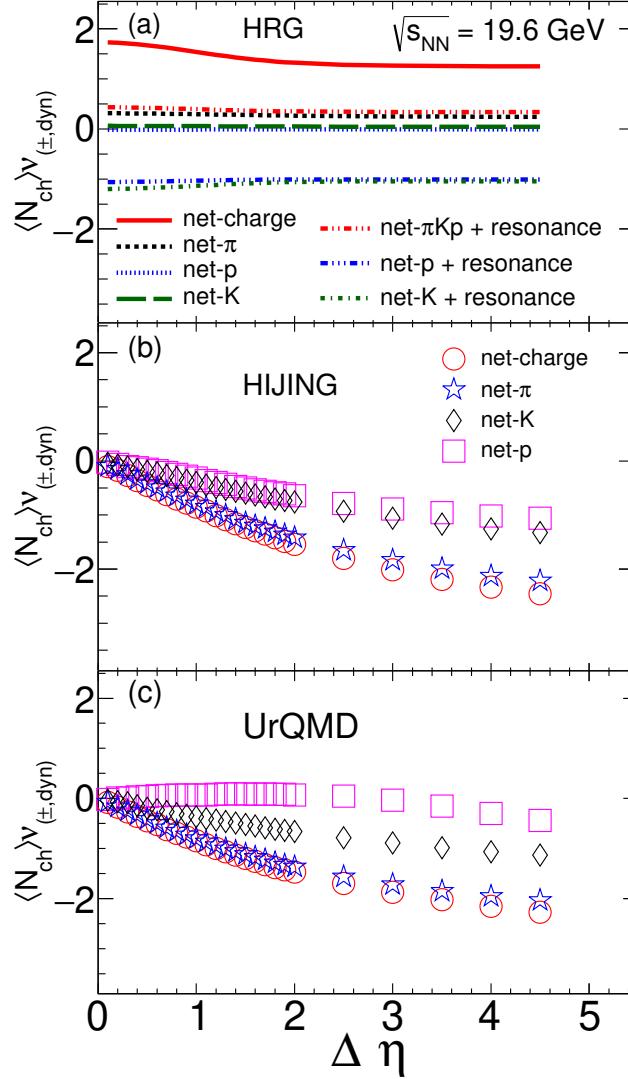 (a) HRG √sNN = 19.6 GeV
2
0
−2
⟨Nch⟩ν(±,dyn)
net-charge
net-π
net-p
net-K
net-πKp + resonance
net-p + resonance
net-K + resonance
(b)
HIJING
2
0
−2
⟨Nch⟩ν(±,dyn)
net-charge
net-π
net-K
net-p
(c)
UrQMD
2
0
−2
⟨Nch⟩ν(±,dyn)
0 1 2 3 4 5
Δ η